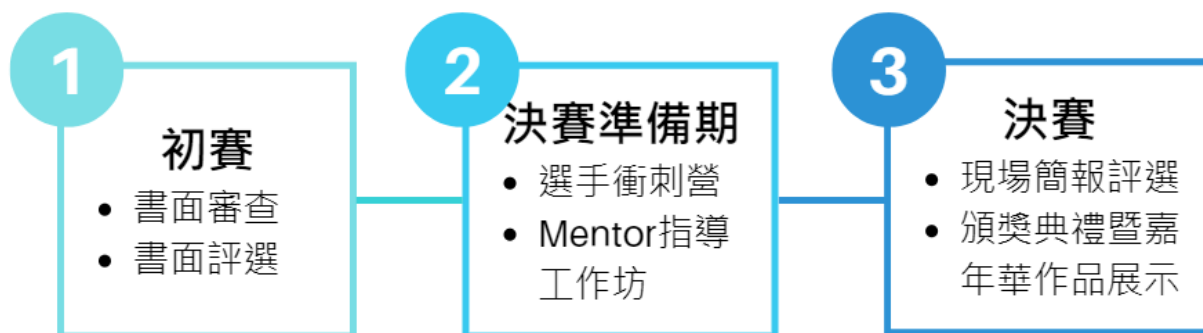 1
初賽
• 書面審查
• 書面評選
2
決賽準備期
• 選手衝刺營
• Mentor指導
工作坊
3
決賽
• 現場簡報評選
• 頒獎典禮暨嘉
年華作品展示